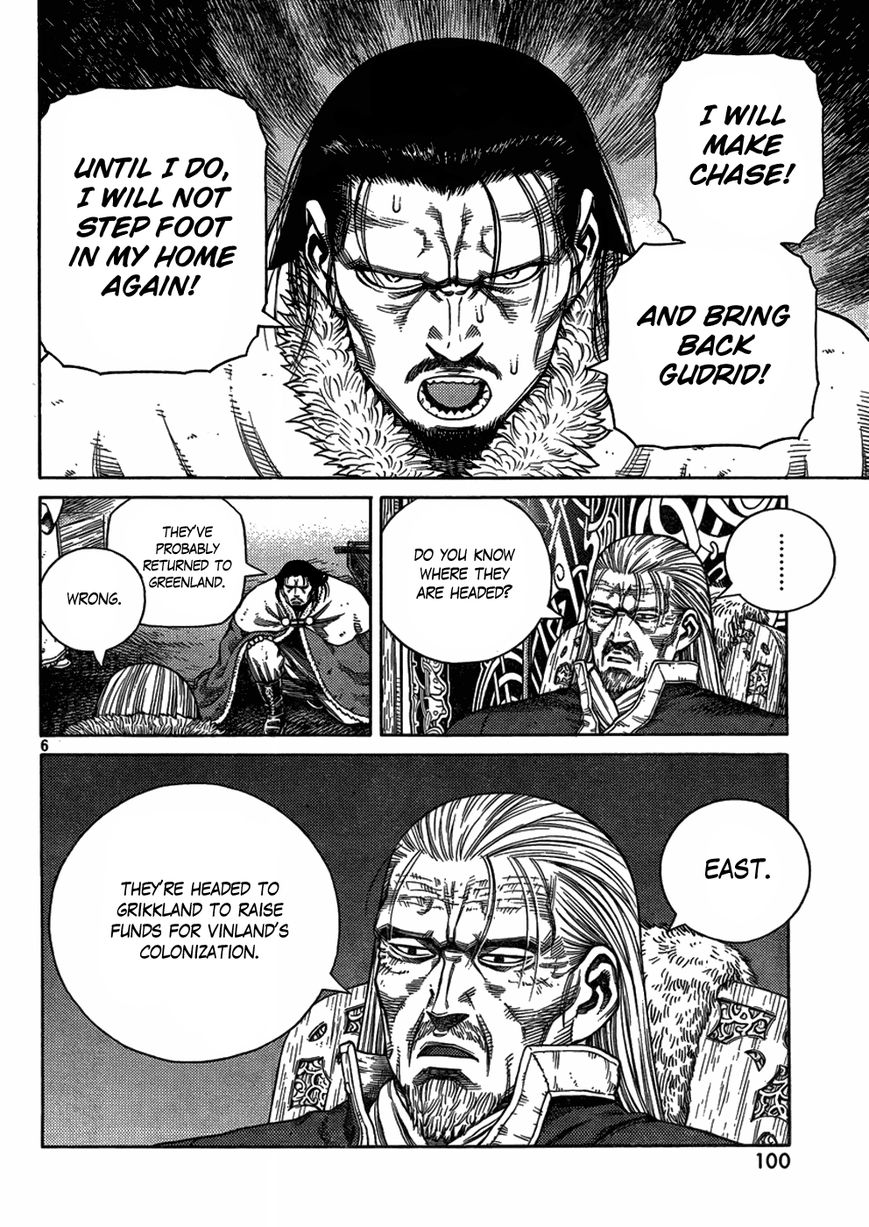 I WILL
MAKE
CHASE!
AND BRING
BACK
GUDRID!
UNTIL I DO,
I WILL NOT
STEP FOOT
IN MY HOME
AGAIN!
.........
DO YOU KNOW
WHERE THEY
ARE HEADED?
THEY'VE
PROBABLY
RETURNED TO
GREENLAND.
WRONG.
6
EAST.
THEY'RE HEADED TO
GRIKKLAND TO RAISE
FUNDS FOR VINLAND'S
COLONIZATION.
100